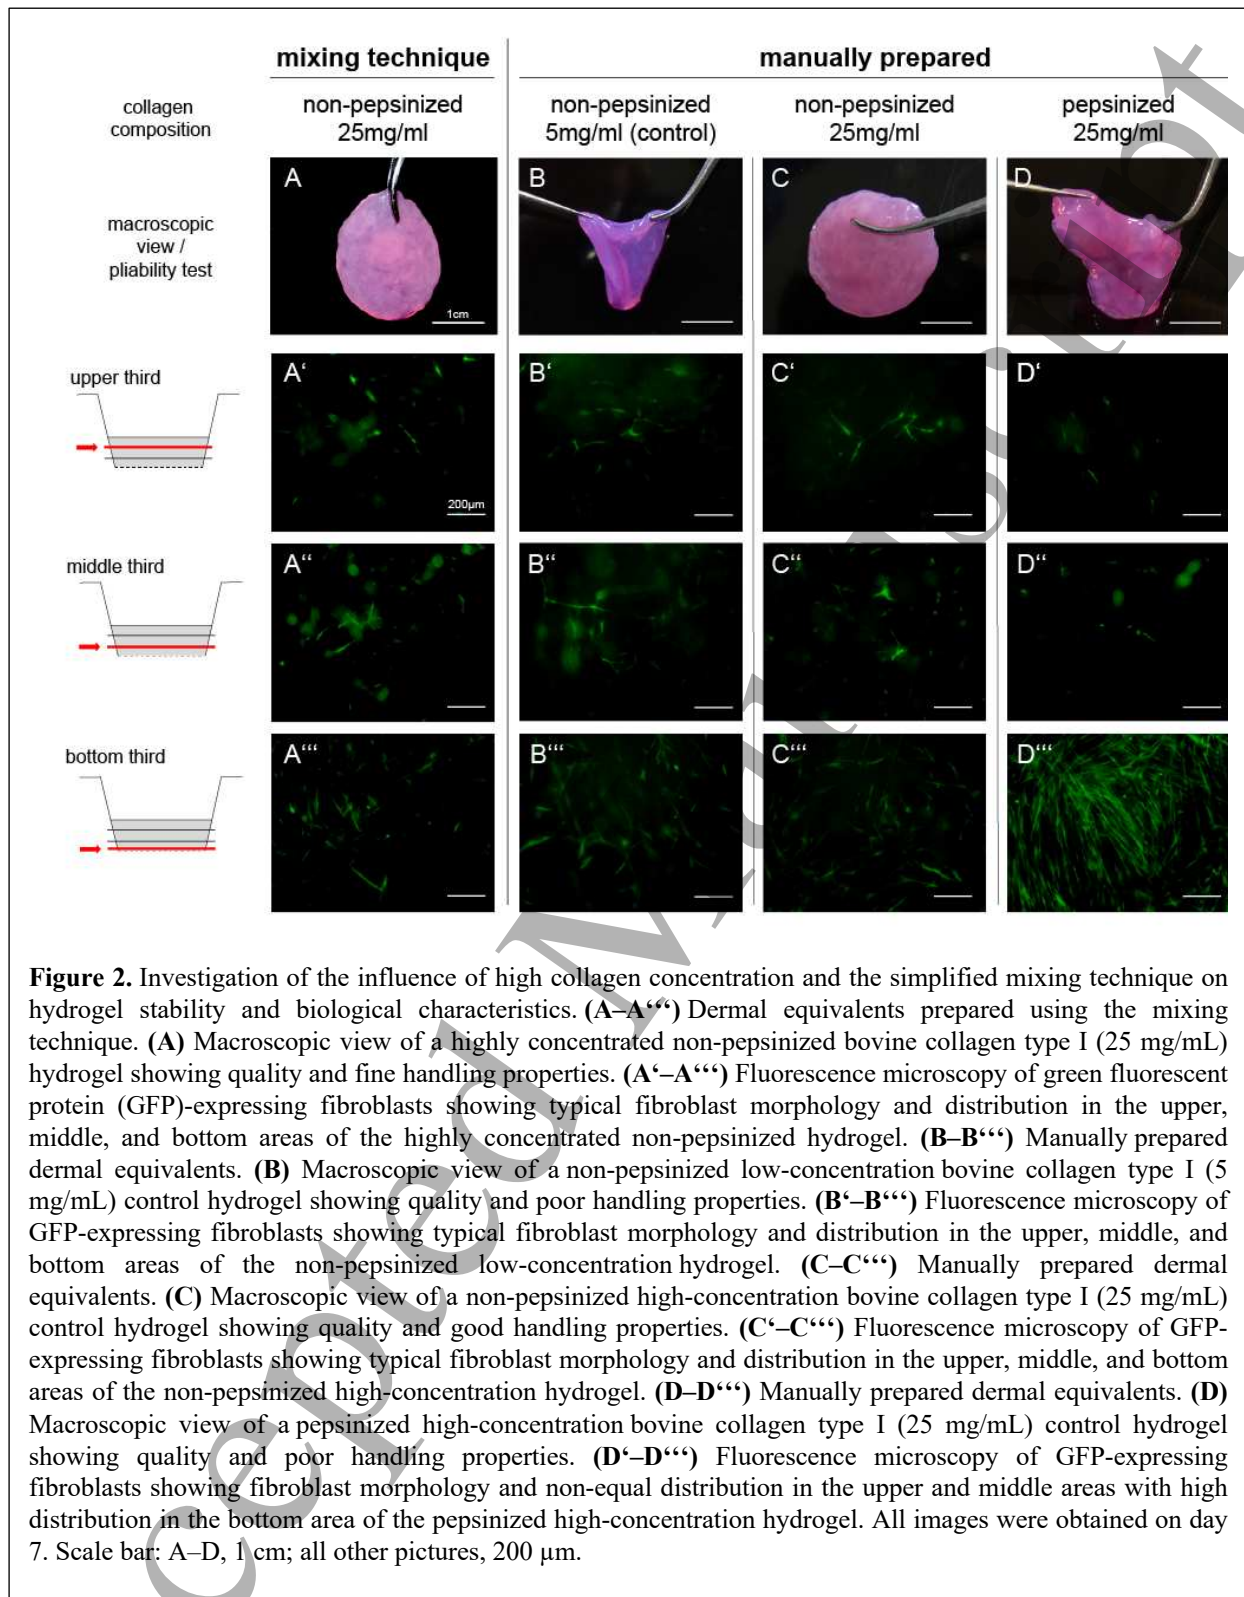 mixing technique
manually prepared
collagen
composition
non-pepsinized
25mg/ml
non-pepsinized
5mg/ml (control)
non-pepsinized
25mg/ml
pepsinized
25mg/ml
macroscopic
view /
pliability test
A
1cm
B
C
D
upper third
A‘
200µm
B‘
C‘
D‘
middle third
A“
B“
C“
D“
bottom third
A“‘
B“‘
C“‘
D“‘
Figure 2. Investigation of the influence of high collagen concentration and the simplified mixing technique on
hydrogel stability and biological characteristics. (A–A‘“) Dermal equivalents prepared using the mixing
technique. (A) Macroscopic view of a highly concentrated non-pepsinized bovine collagen type I (25 mg/mL)
hydrogel showing quality and fine handling properties. (A‘–A‘“) Fluorescence microscopy of green fluorescent
protein (GFP)-expressing fibroblasts showing typical fibroblast morphology and distribution in the upper,
middle, and bottom areas of the highly concentrated non-pepsinized hydrogel. (B–B‘“) Manually prepared
dermal equivalents. (B) Macroscopic view of a non-pepsinized low-concentration bovine collagen type I (5
mg/mL) control hydrogel showing quality and poor handling properties. (B‘–B‘“) Fluorescence microscopy of
GFP-expressing fibroblasts showing typical fibroblast morphology and distribution in the upper, middle, and
bottom areas of the non-pepsinized low-concentration hydrogel. (C–C‘“) Manually prepared dermal
equivalents. (C) Macroscopic view of a non-pepsinized high-concentration bovine collagen type I (25 mg/mL)
control hydrogel showing quality and good handling properties. (C‘–C‘“) Fluorescence microscopy of GFP-
expressing fibroblasts showing typical fibroblast morphology and distribution in the upper, middle, and bottom
areas of the non-pepsinized high-concentration hydrogel. (D–D‘“) Manually prepared dermal equivalents. (D)
Macroscopic view of a pepsinized high-concentration bovine collagen type I (25 mg/mL) control hydrogel
showing quality and poor handling properties. (D‘–D‘“) Fluorescence microscopy of GFP-expressing
fibroblasts showing fibroblast morphology and non-equal distribution in the upper and middle areas with high
distribution in the bottom area of the pepsinized high-concentration hydrogel. All images were obtained on day
7. Scale bar: A–D, 1 cm; all other pictures, 200 µm.